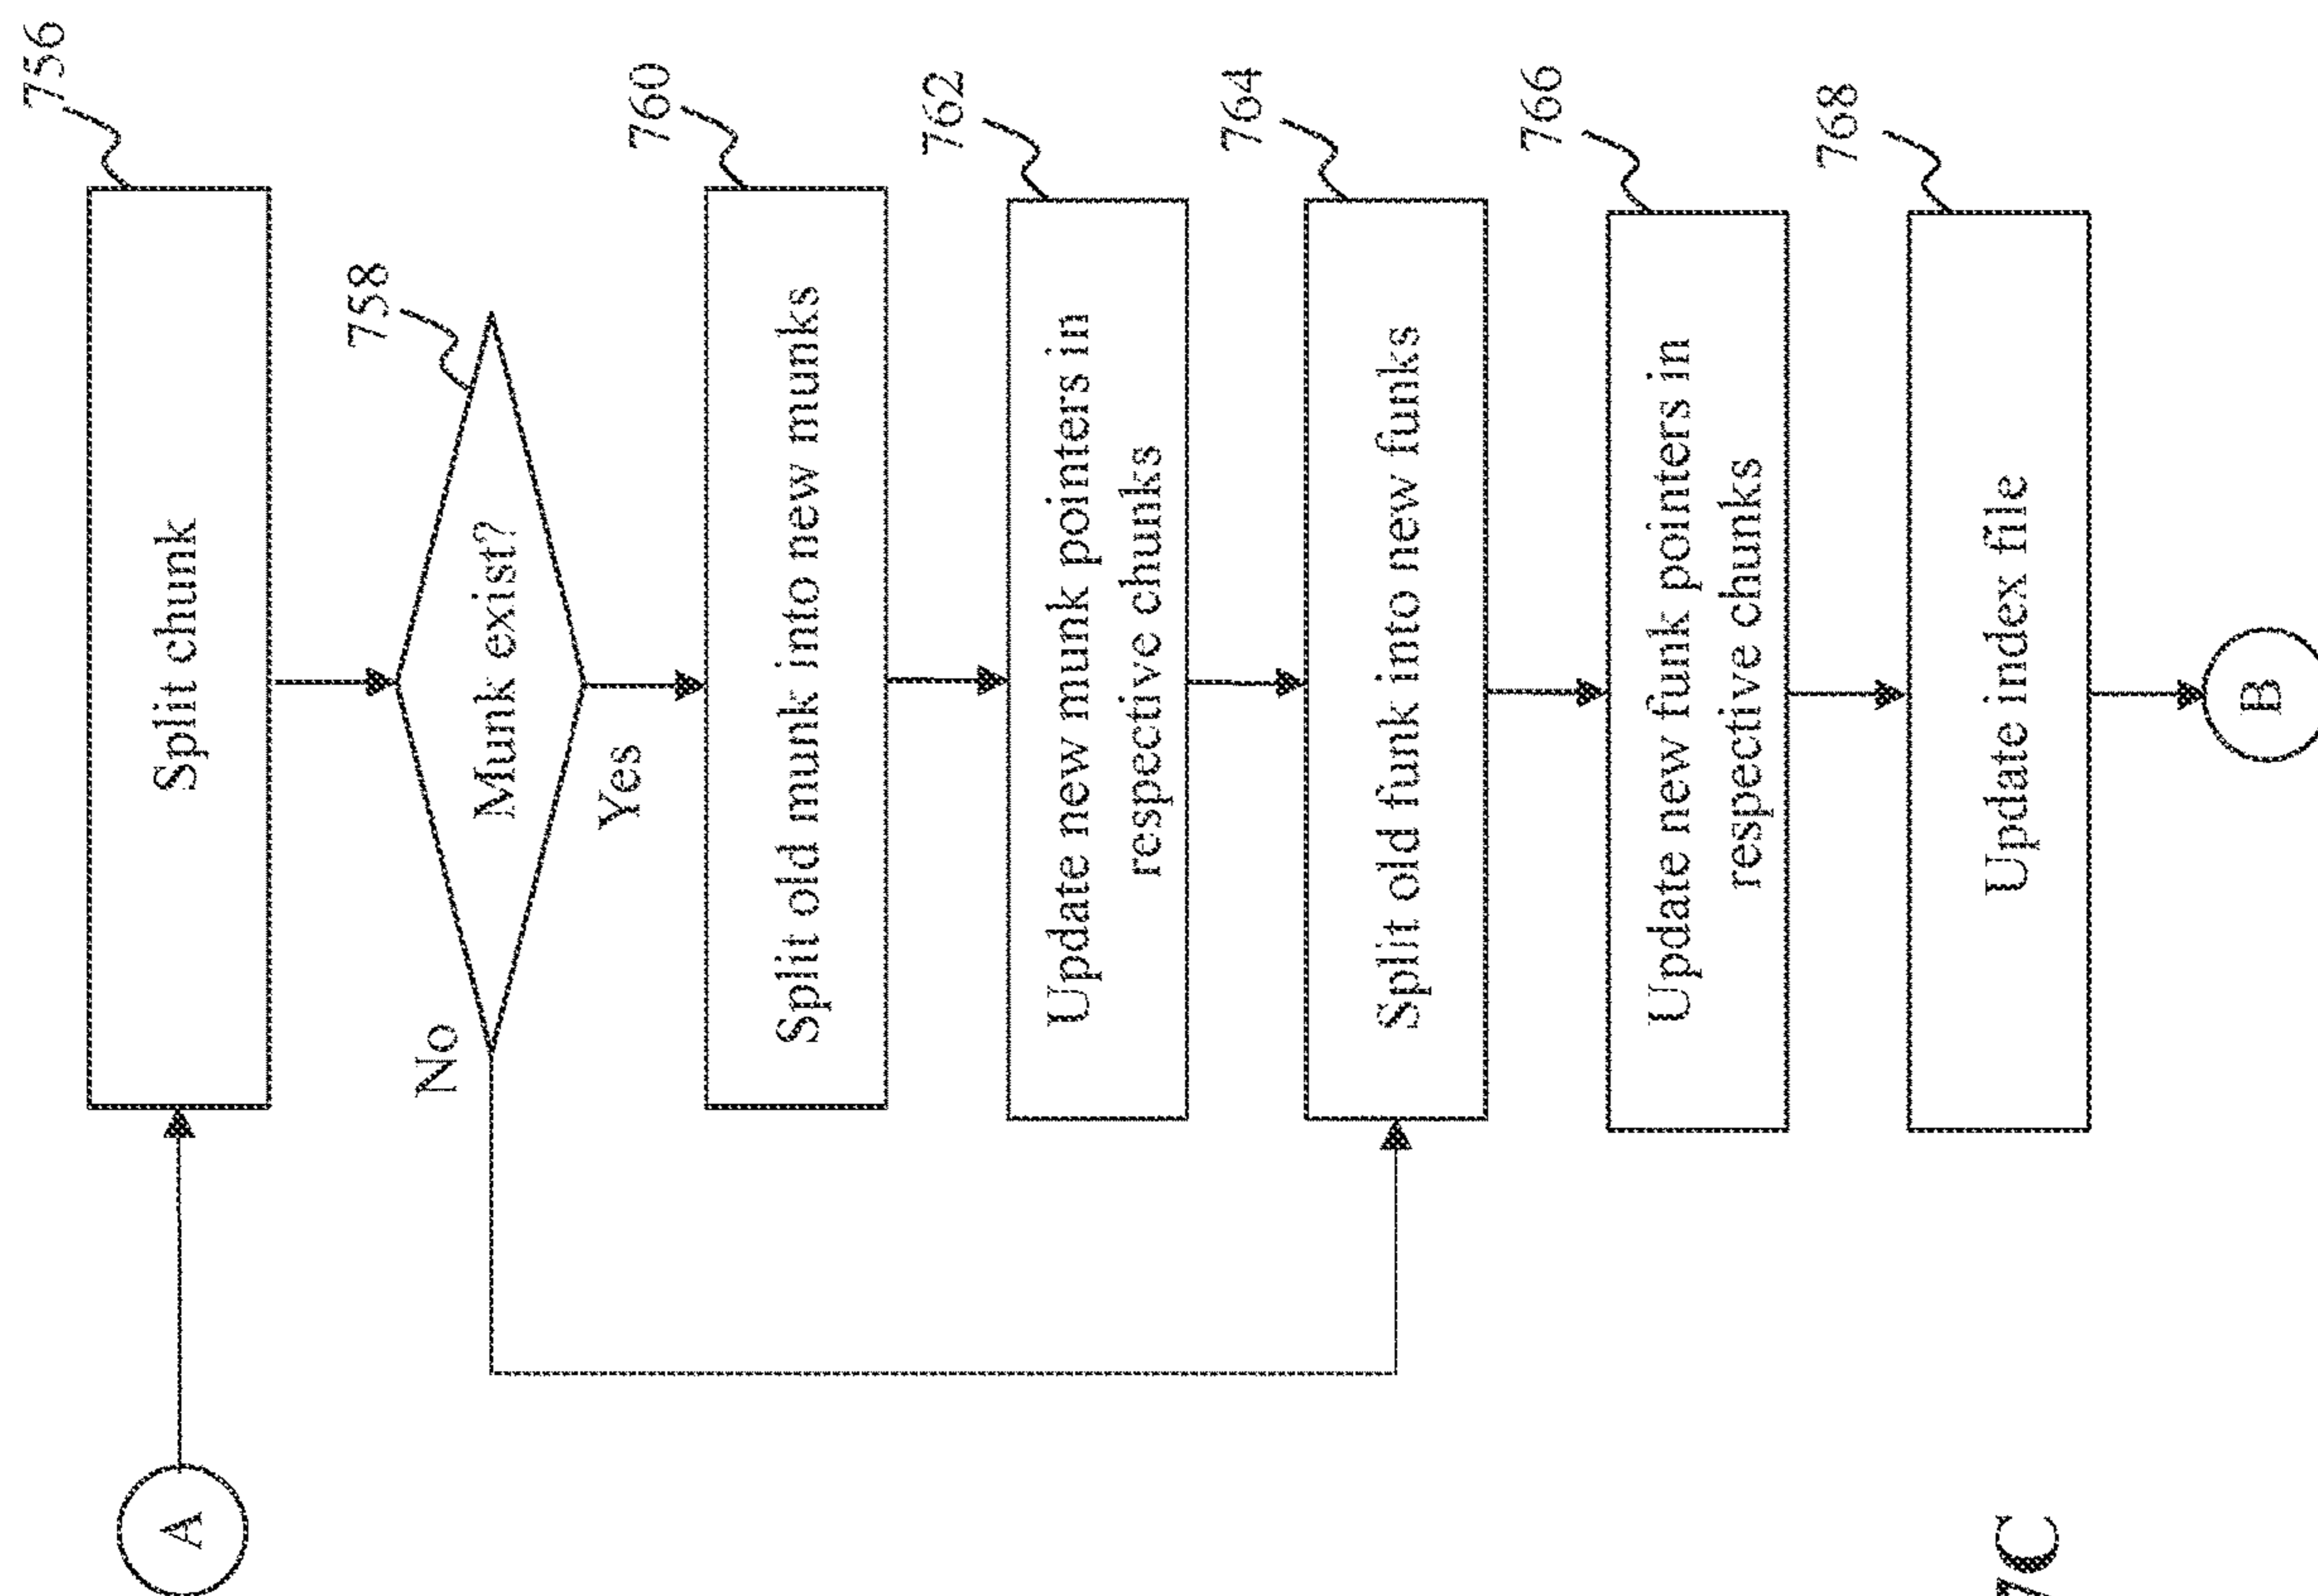 A
Split chunk
756
Munk exist?
758
No
Yes
Split old munk into new munks
760
Update new munk pointers in
respective chunks
762
Split old funk into new funks
764
Update new funk pointers in
respective chunks
766
Update index file
768
B
7C